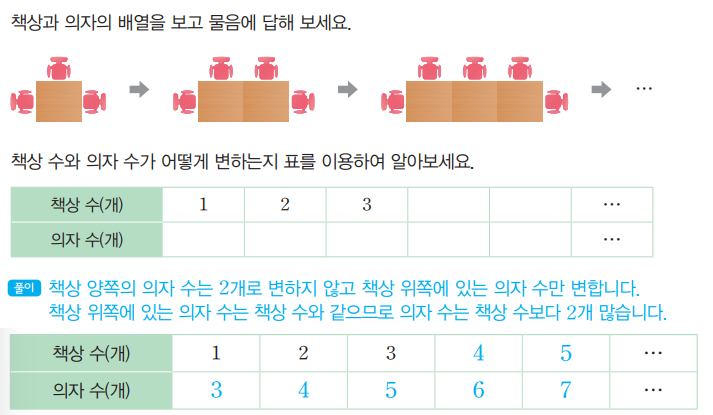 책상과 의자의 배열을 보고 물음에 답해 보세요.
…
책상 수와 의자 수가 어떻게 변하는지 표를 이용하여 알아보세요.
책상 수(개) 1 2 3 …
의자 수(개) …
풀이 책상 양쪽의 의자 수는 2개로 변하지 않고 책상 위쪽에 있는 의자 수만 변합니다.
책상 위쪽에 있는 의자 수는 책상 수와 같으므로 의자 수는 책상 수보다 2개 많습니다.
책상 수(개) 1 2 3 4 5 …
의자 수(개) 3 4 5 6 7 …